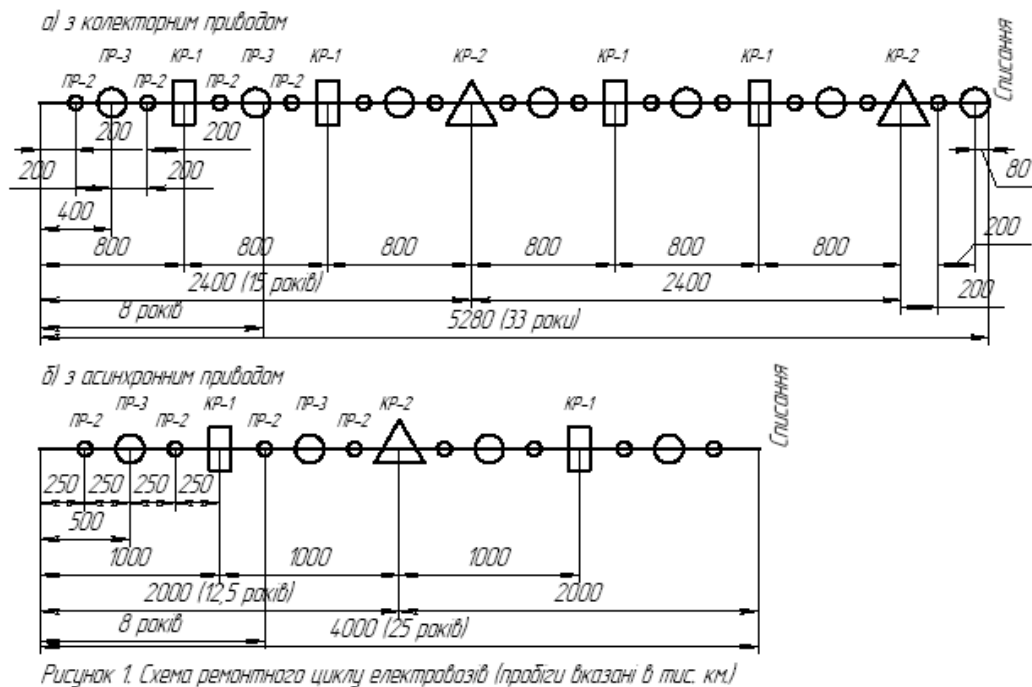 а) з колекторним приводом
ПР-3 КР-1 ПР-3 КР-1 КР-2 КР-1 КР-1 КР-2 Списання
ПР-2 ПР-2 ПР-2 ПР-2
200 200
200 200 80
400 200
800 800 800 800 800 800
2400 (15 років) 2400 200
8 років
5280 (33 роки)
б) з асинхронним приводом
ПР-3 КР-1 ПР-3 КР-2 КР-1 Списання
ПР-2 ПР-2 ПР-2 ПР-2
250 250 250 250
500
1000 1000 1000
2000 (12,5 років) 2000
8 років 4000 (25 років)
Рисунок 1. Схема ремонтного циклу електровозів (пробіги вказані в тис. км.)